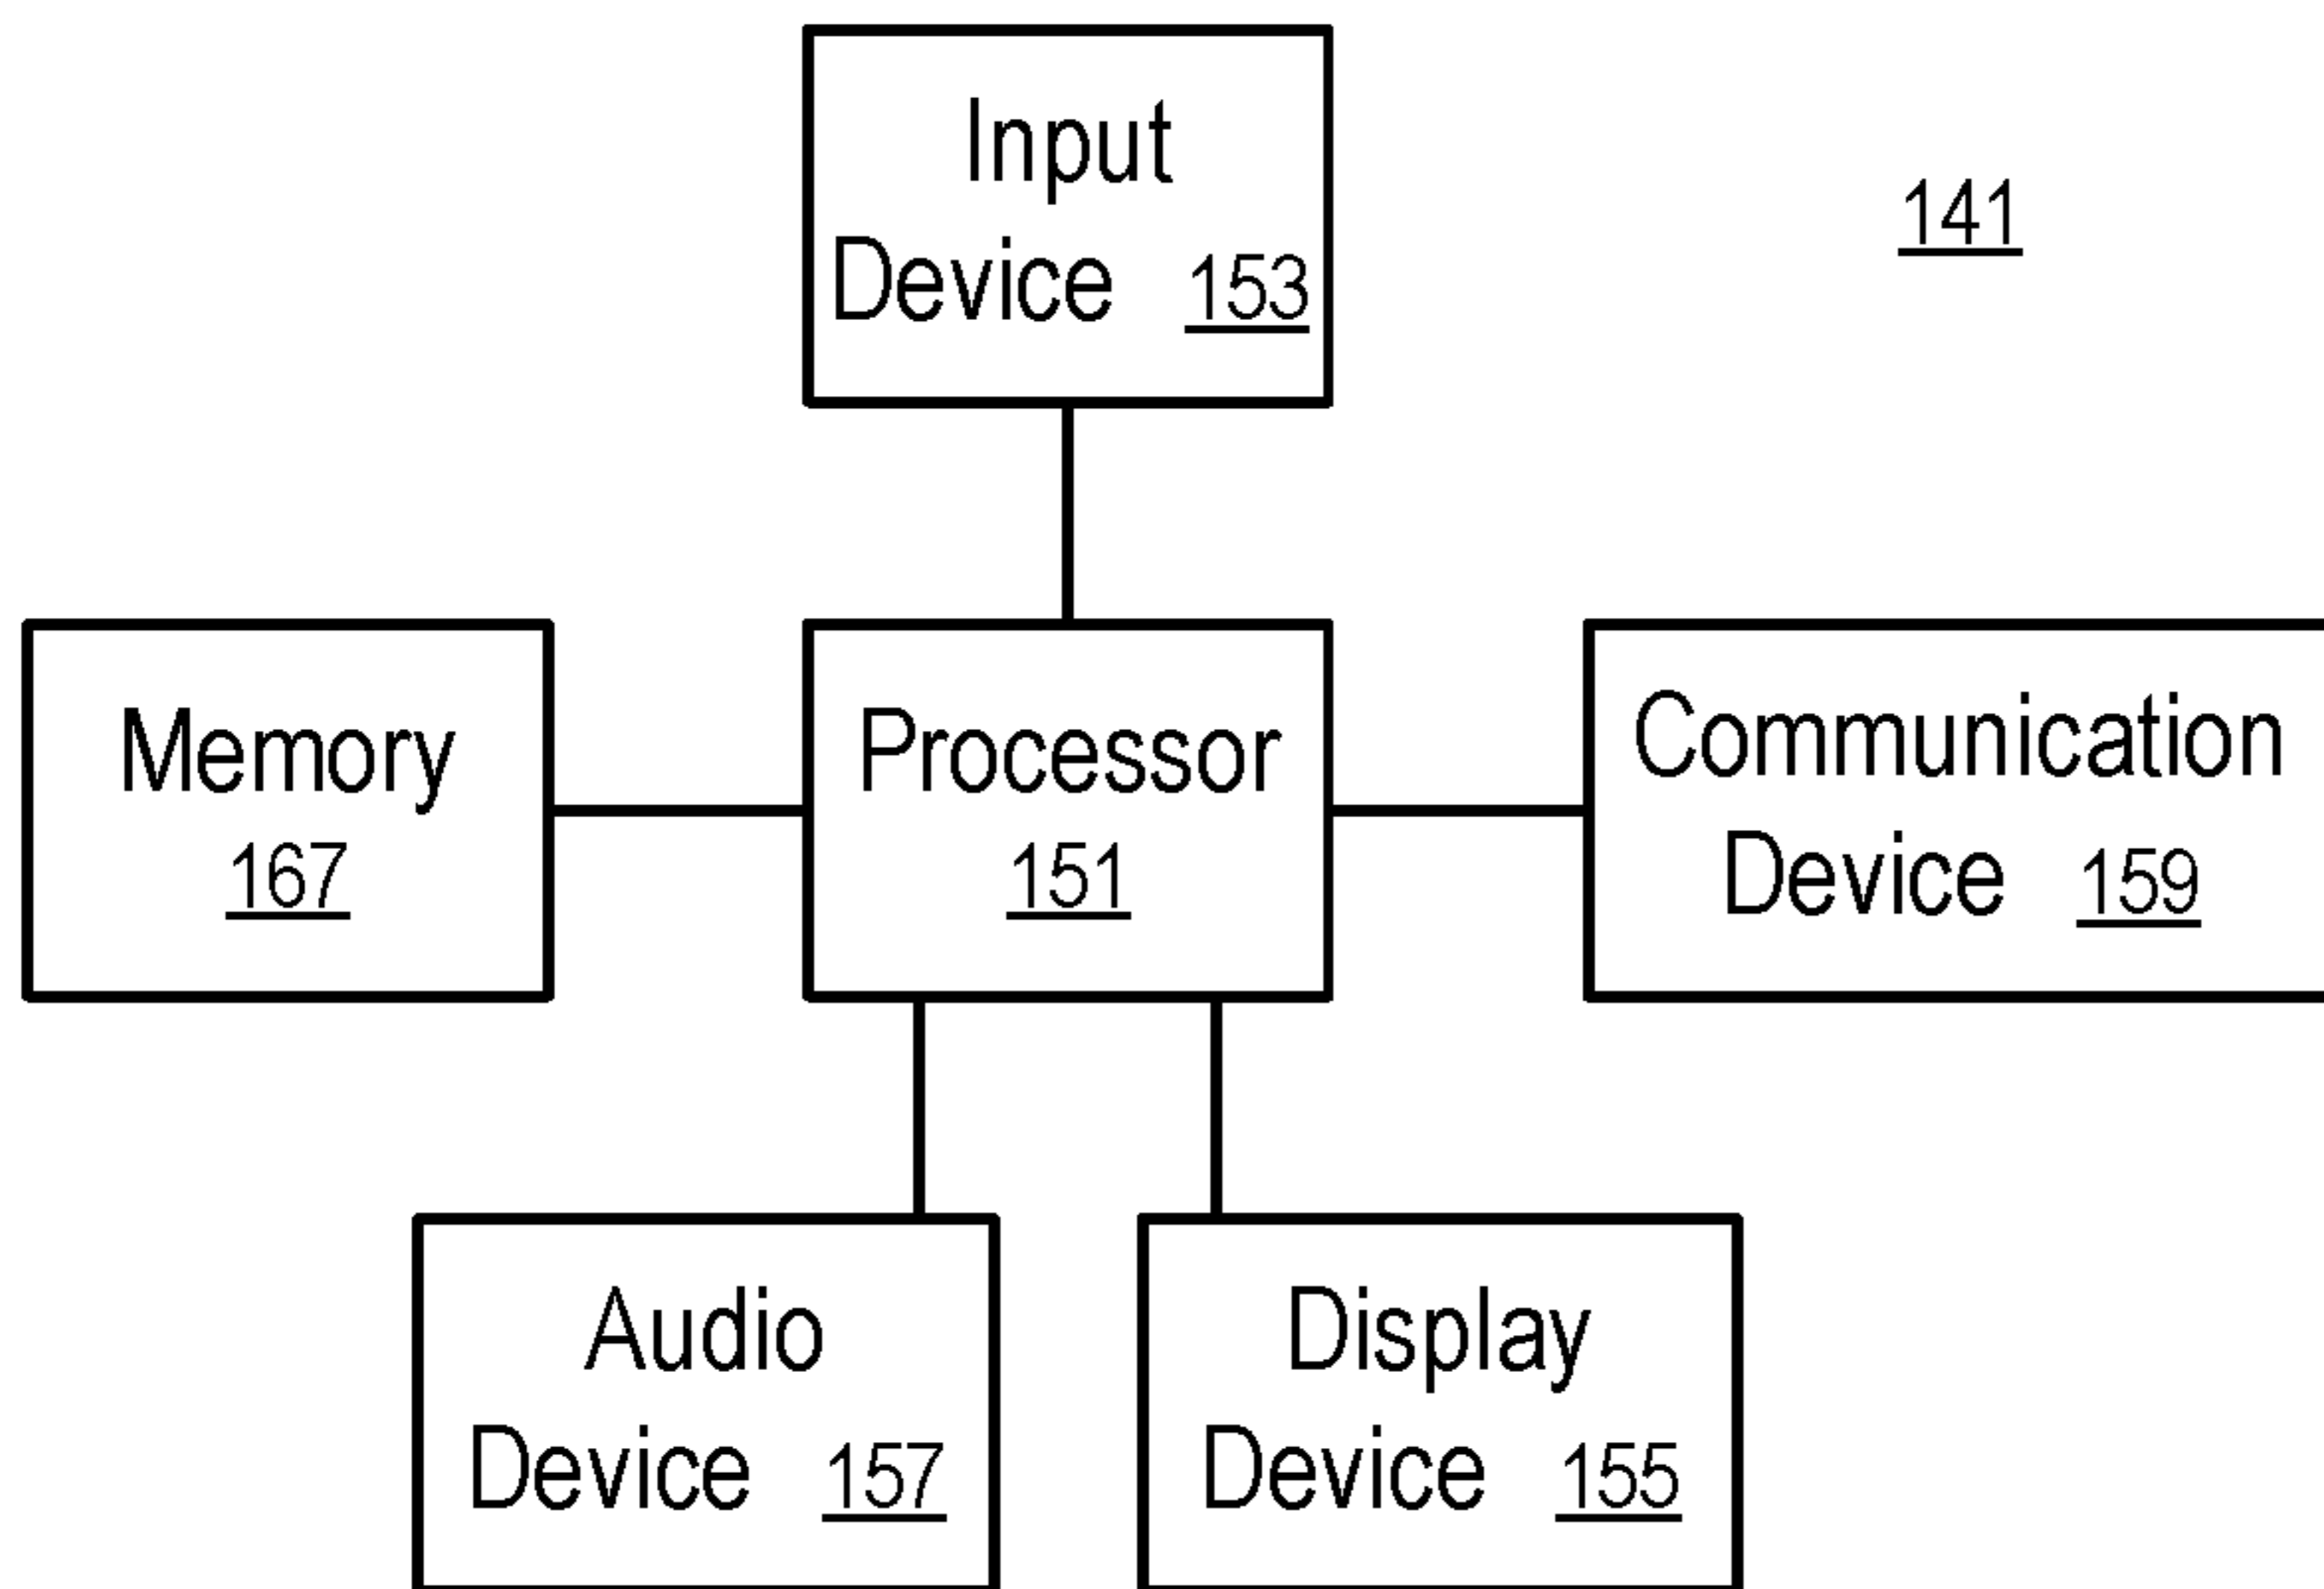 Input
Device 153
141
Memory
167
Processor
151
Communication
Device 159
Audio
Device 157
Display
Device 155